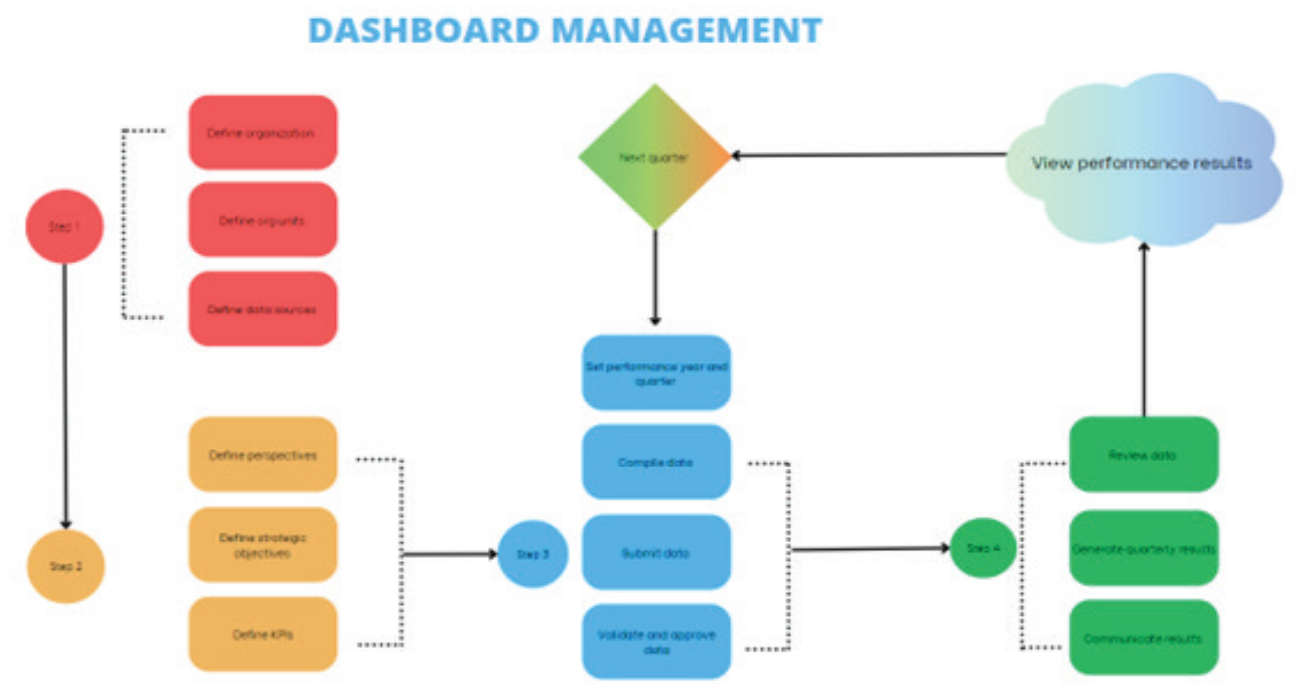 DASHBOARD MANAGEMENT
Step 1
Define organization
Define org units
Define data sources
Step 2
Define perspectives
Define strategic
objectives
Define KPIs
Step 3
Next quarter
Set performance year and
quarter
Compile data
Submit data
Validate and approve
data
Step 4
View performance results
Review data
Generate quarterly results
Communicate results